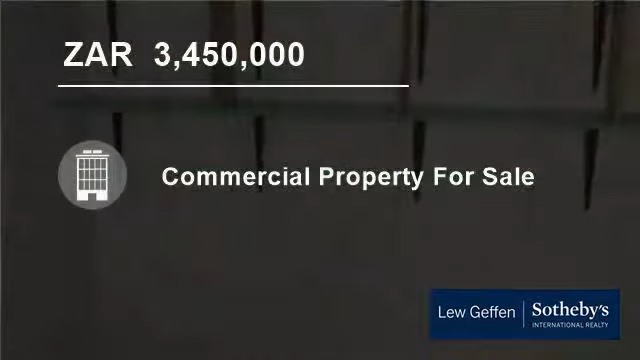 ZAR 3,450,000
Commercial Property For Sale
Lew Geffen | Sotheby's
INTERNATIONAL REALTY